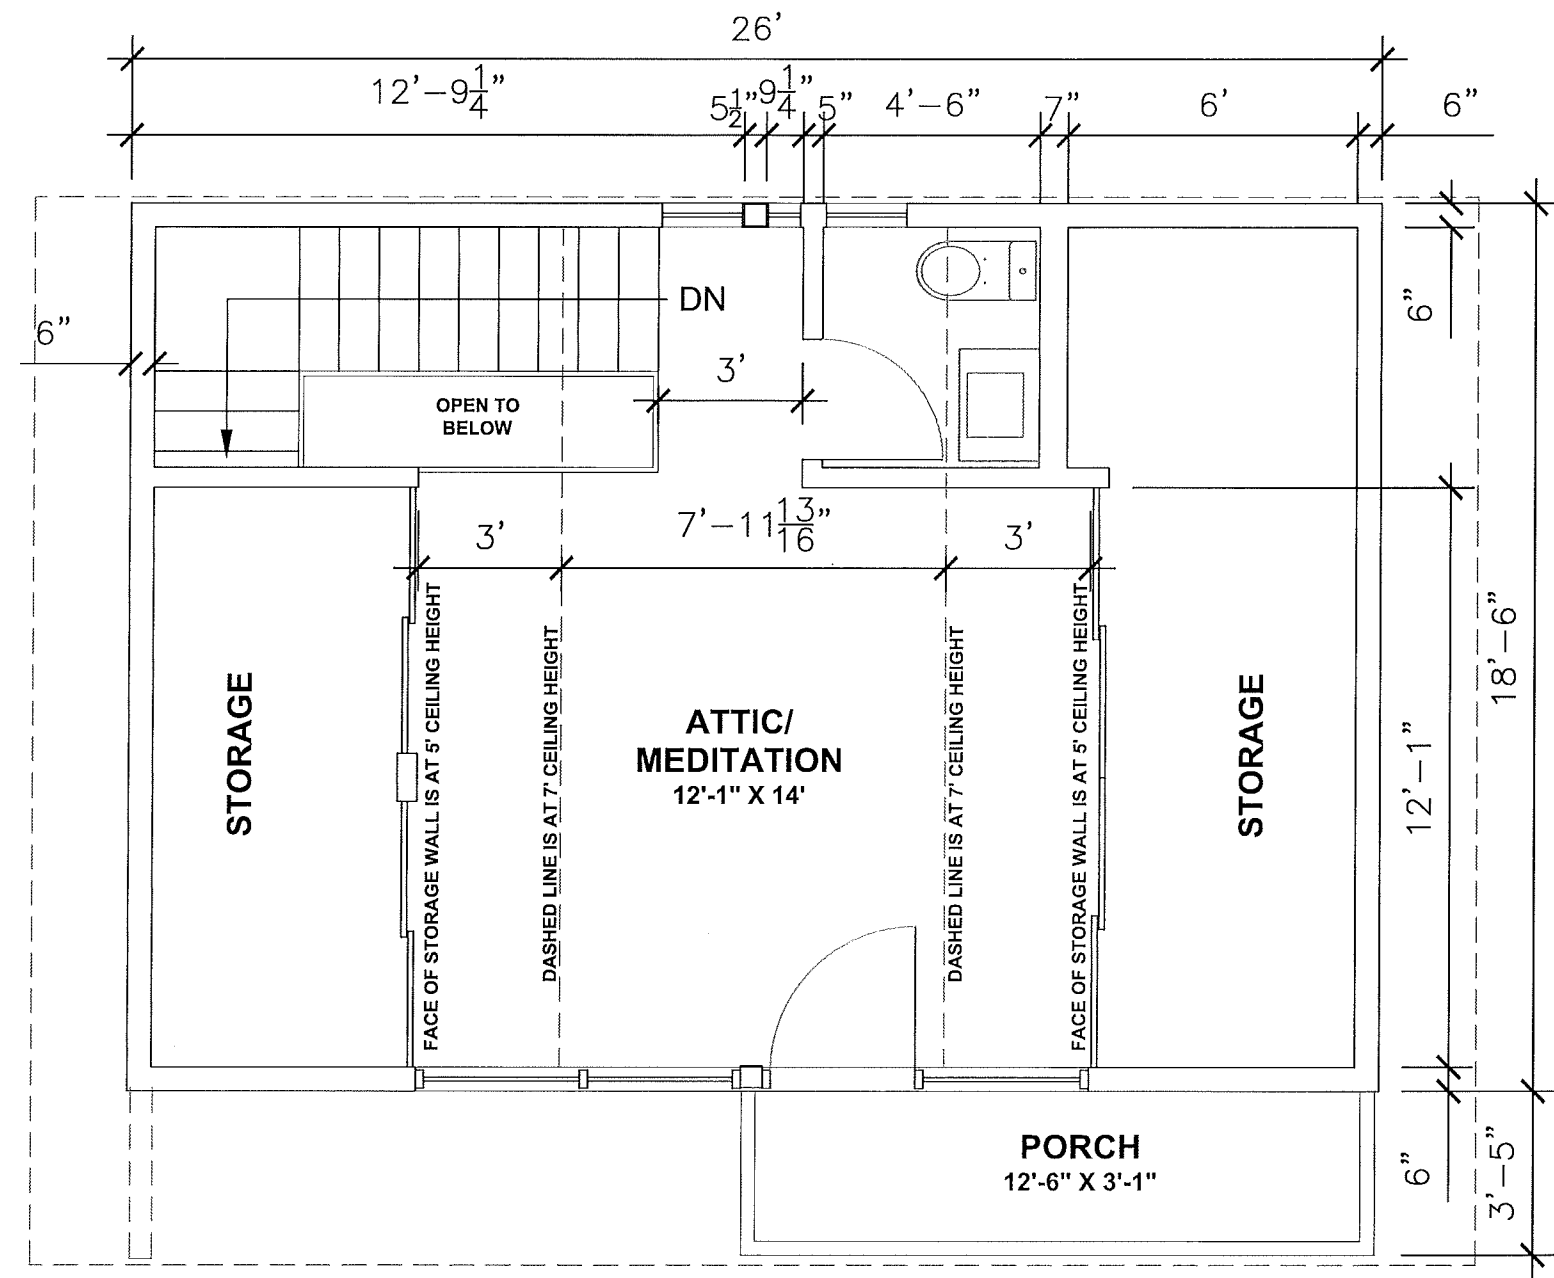 26'
12'-9 1/4"
5 1/2"
9 1/4"
5"
4'-6"
7"
6'
6"
6"
DN
3'
6"
OPEN TO
BELOW
3'
7'-11 13/16"
3'
FACE OF STORAGE WALL IS AT 5' CEILING HEIGHT
DASHED LINE IS AT 7' CEILING HEIGHT
DASHED LINE IS AT 7' CEILING HEIGHT
FACE OF STORAGE WALL IS AT 5' CEILING HEIGHT
18'-6"
STORAGE
ATTIC/
MEDITATION
12'-1" X 14'
STORAGE
12'-1"
PORCH
12'-6" X 3'-1"
6"
3'-5"